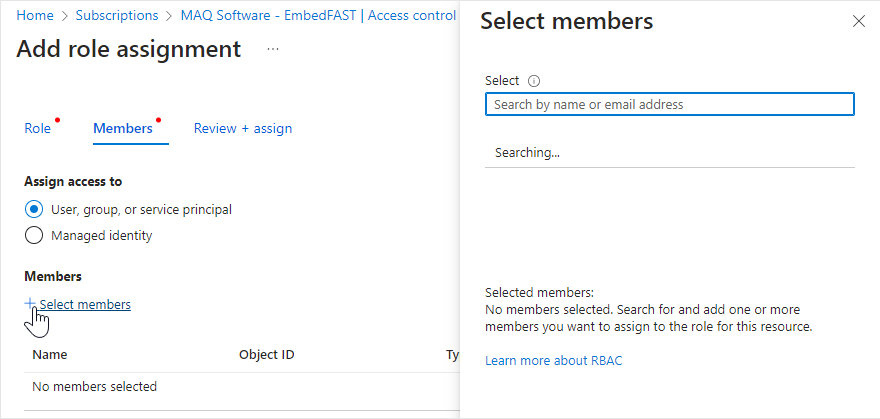 Home > Subscriptions > MAQ Software - EmbedFAST | Access control
Add role assignment ...
Role
Members
Review + assign
Assign access to
User, group, or service principal
Managed identity
Members
+ Select members
Name Object ID Ty
No members selected
Select members
Select
Search by name or email address
Searching...
Selected members:
No members selected. Search for and add one or more
members you want to assign to the role for this resource.
Learn more about RBAC